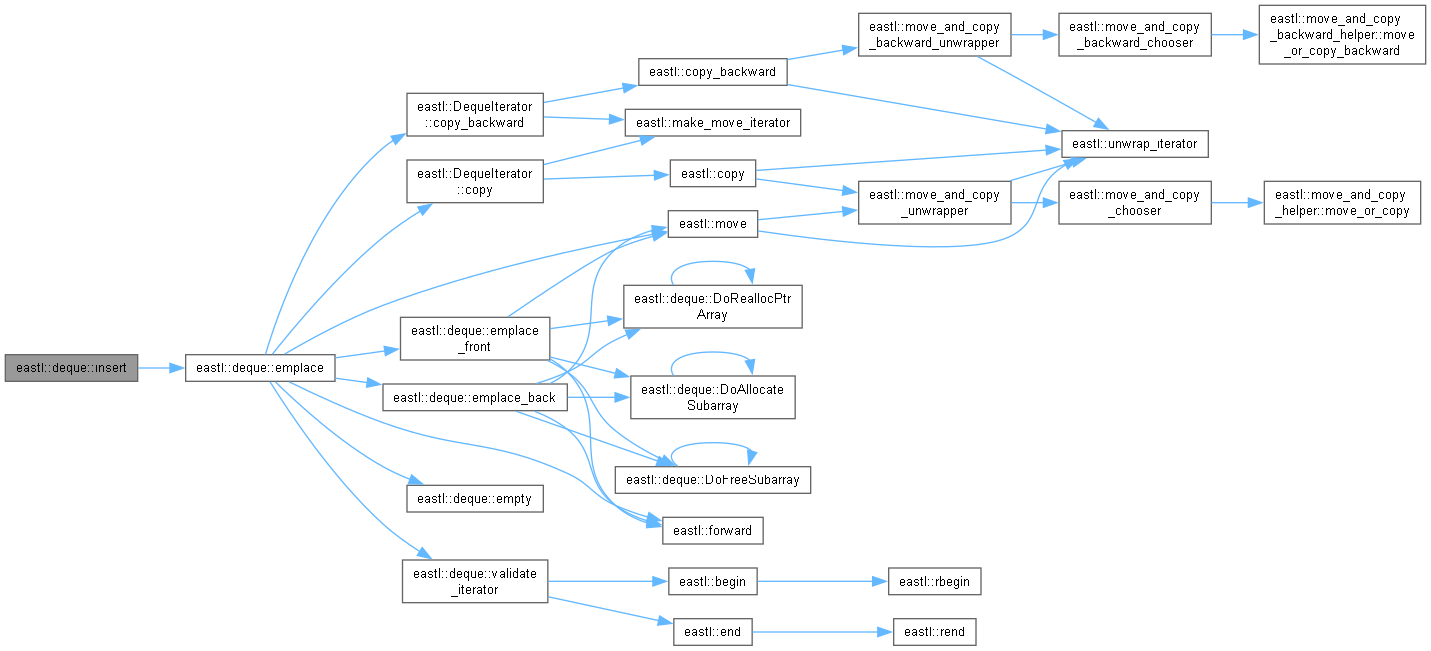 eastl::deque::insert
eastl::deque::emplace
eastl::DequeIterator
::copy_backward
eastl::DequeIterator
::copy
eastl::deque::emplace
_front
eastl::deque::emplace_back
eastl::deque::empty
eastl::deque::validate
_iterator
eastl::copy_backward
eastl::make_move_iterator
eastl::copy
eastl::move
eastl::deque::DoReallocPtr
Array
eastl::deque::DoAllocate
Subarray
eastl::deque::DoFreeSubarray
eastl::forward
eastl::begin
eastl::end
eastl::move_and_copy
_backward_unwrapper
eastl::move_and_copy
_unwrapper
eastl::rbegin
eastl::rend
eastl::move_and_copy
_backward_chooser
eastl::unwrap_iterator
eastl::move_and_copy
_chooser
eastl::move_and_copy
_backward_helper::move
_or_copy_backward
eastl::move_and_copy
_helper::move_or_copy